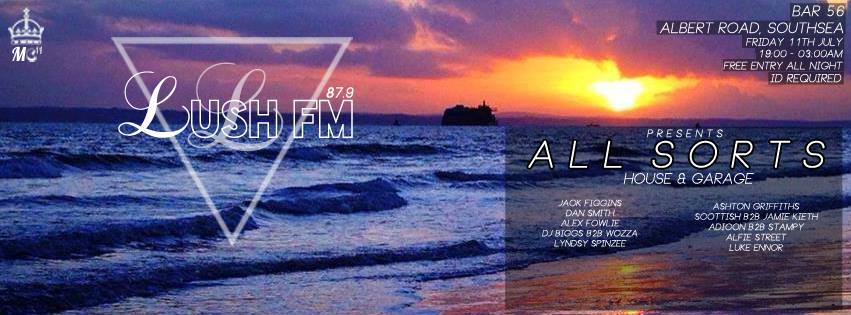 MC11
BAR 56
ALBERT ROAD, SOUTHSEA
FRIDAY 11TH JULY
19:00 - 03:00AM
FREE ENTRY ALL NIGHT
ID REQUIRED
87.9
LUSH FM
PRESENTS
ALL SORTS
HOUSE & GARAGE
JACK FIGGINS
DAN SMITH
ALEX FOWLIE
DJ BIGGS B2B WOZZA
LYNDSY SPINZEE
ASHTON GRIFFITHS
SCOTTISH B2B JAMIE KIETH
ADIOON B2B STAMPY
ALFIE STREET
LUKE ENNOR